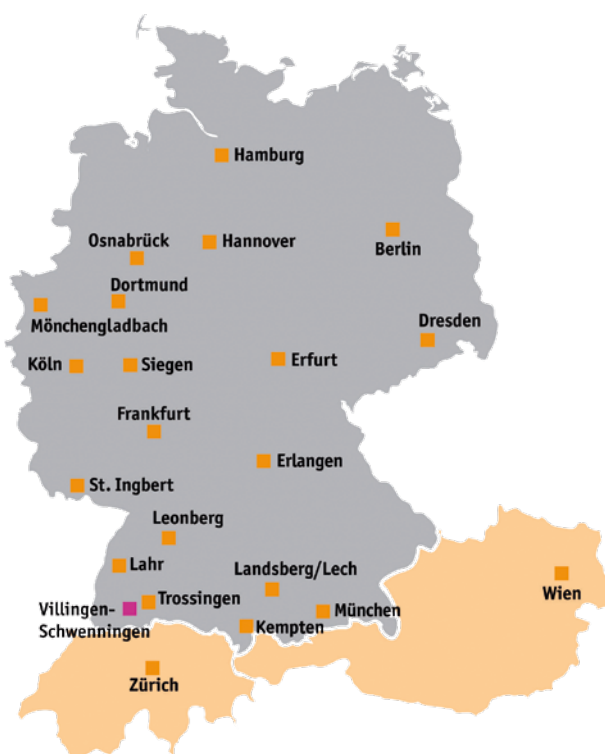 Hamburg
Osnabrück
Hannover
Berlin
Dortmund
Mönchengladbach
Dresden
Köln
Siegen
Erfurt
Frankfurt
Erlangen
St. Ingbert
Leonberg
Lahr
Landsberg/Lech
Wien
Villingen-
Schwenningen
Trossingen
München
Kempten
Zürich